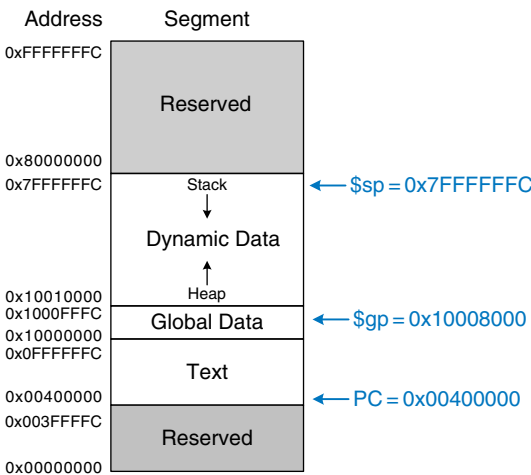 Address Segment
0xFFFFFFFC
Reserved
0x80000000
0x7FFFFFFC Stack $sp = 0x7FFFFFFC
Dynamic Data
0x10010000 Heap
0x1000FFFC
Global Data $gp = 0x10008000
0x10000000
0x0FFFFFFC
Text
0x00400000 PC = 0x00400000
0x003FFFFC
Reserved
0x00000000